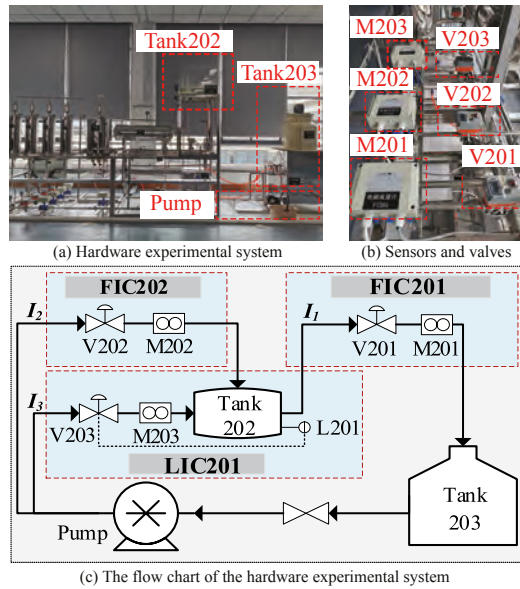 Tank202
Tank203
Pump
M203
V203
M202
V202
M201
V201
(a) Hardware experimental system
(b) Sensors and valves
FIC202
FIC201
I2
I1
V202
M202
V201
M201
I3
Tank
202
V203
M203
L201
LIC201
Tank
203
Pump
(c) The flow chart of the hardware experimental system